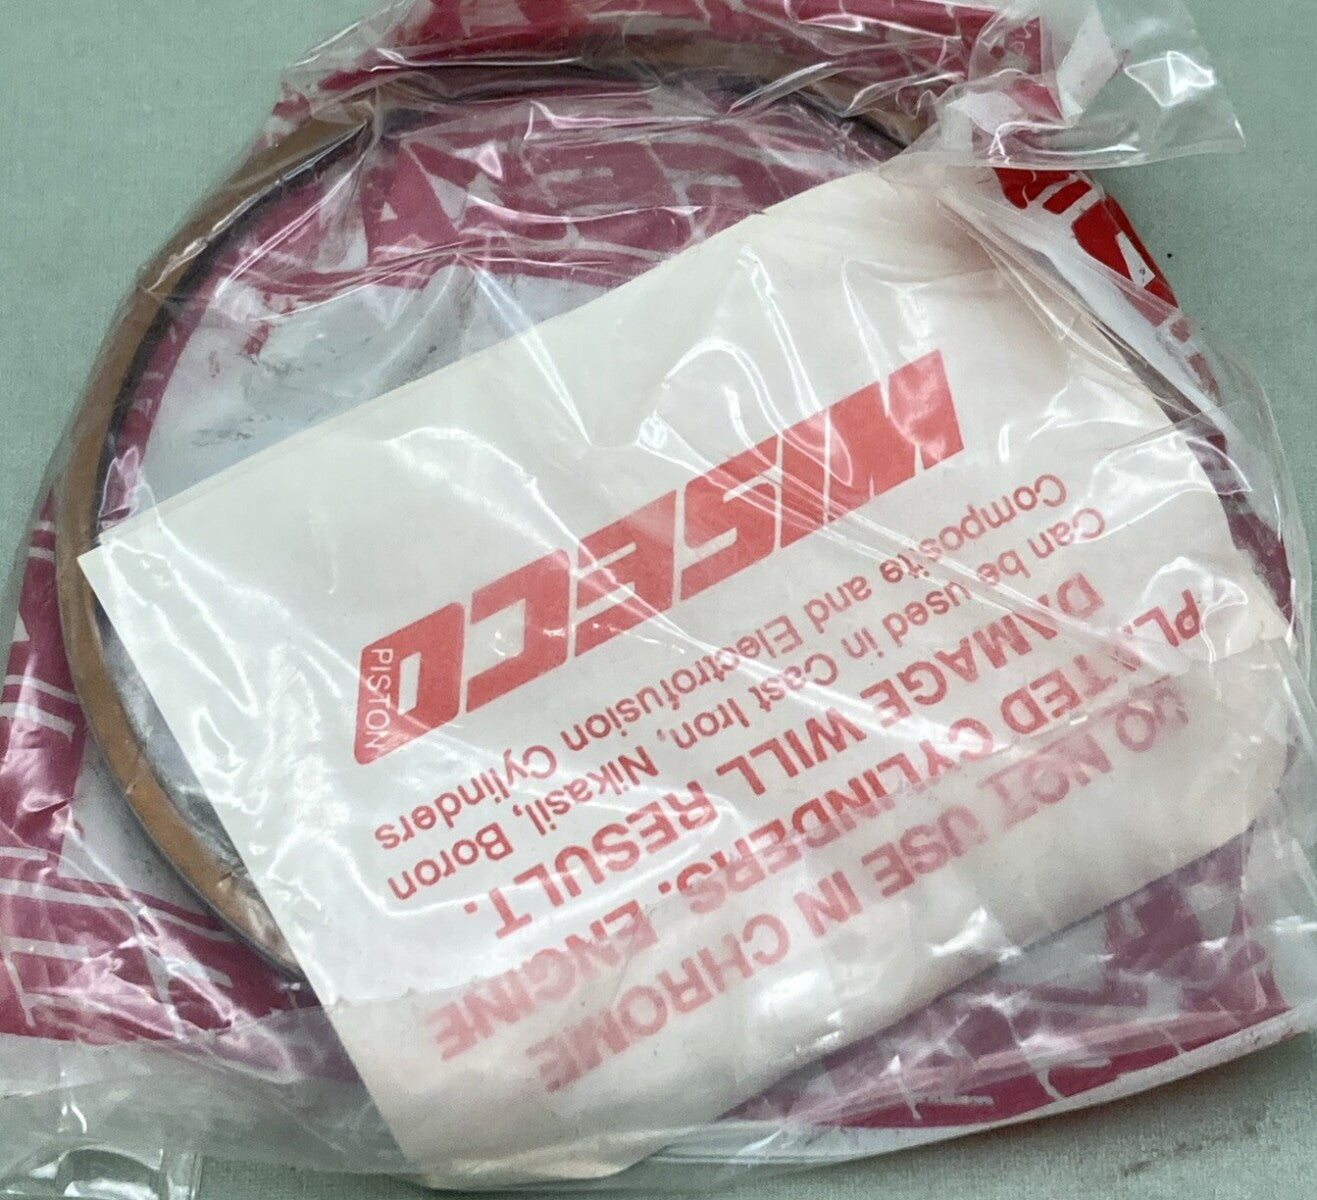 DO NOT USE IN CHROME
PLATED CYLINDERS. ENGINE
DAMAGE WILL RESULT.
Can be used in Cast Iron, Nikasil, Boron
Composite and Electrofusion Cylinders
WISECO
PISTON